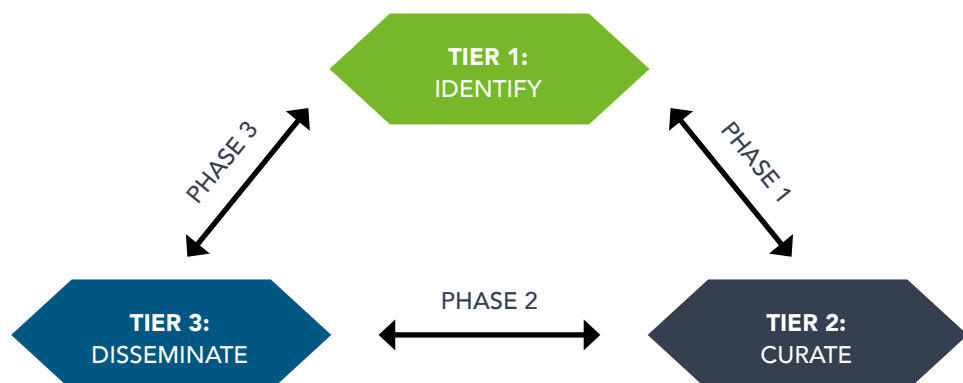 TIER 1:
IDENTIFY
PHASE 3
PHASE 1
PHASE 2
TIER 3:
DISSEMINATE
TIER 2:
CURATE